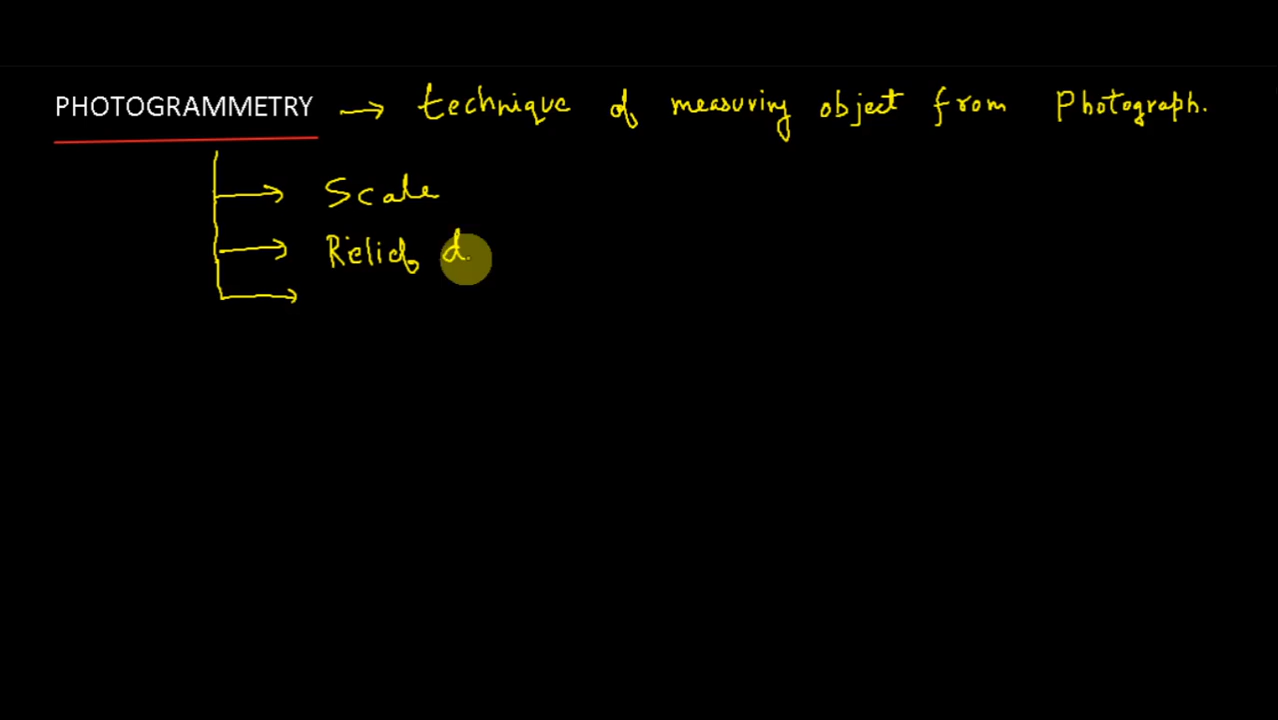 PHOTOGRAMMETRY → technique of measuring object from Photograph.
→ Scale
→ Relief d
→